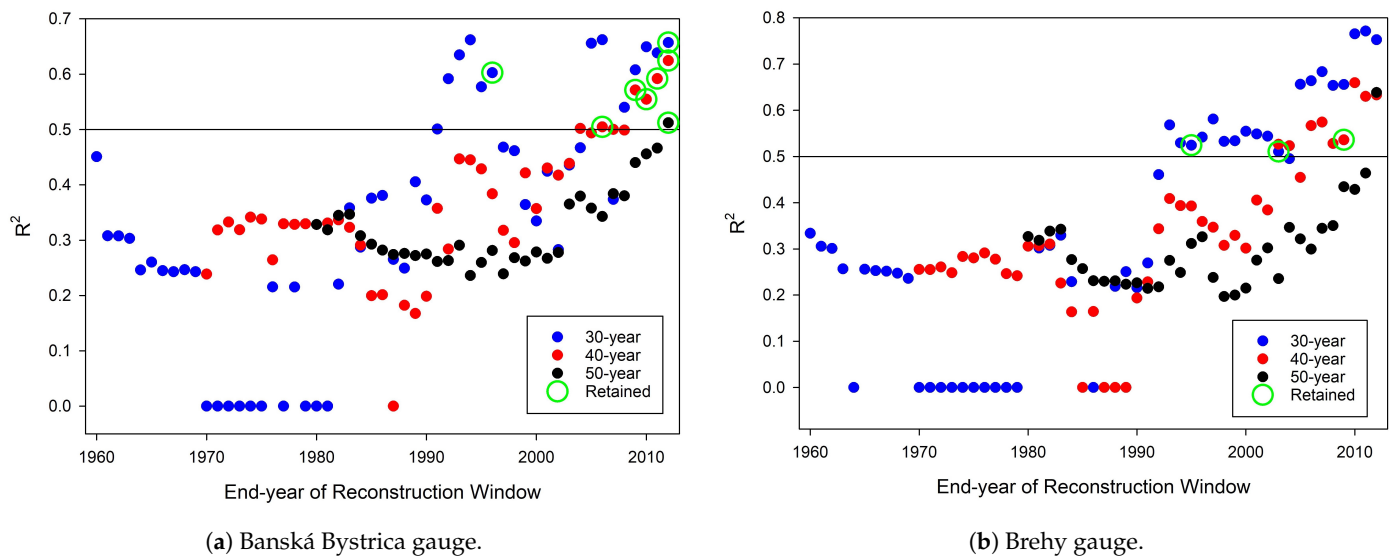 0.7
0.6
0.5
0.4
0.3
0.2
0.1
0.0
R²
1960 1970 1980 1990 2000 2010
End-year of Reconstruction Window
30-year
40-year
50-year
Retained
(a) Banská Bystrica gauge.
0.8
0.7
0.6
0.5
0.4
0.3
0.2
0.1
0.0
R²
1960 1970 1980 1990 2000 2010
End-year of Reconstruction Window
30-year
40-year
50-year
Retained
(b) Brehy gauge.